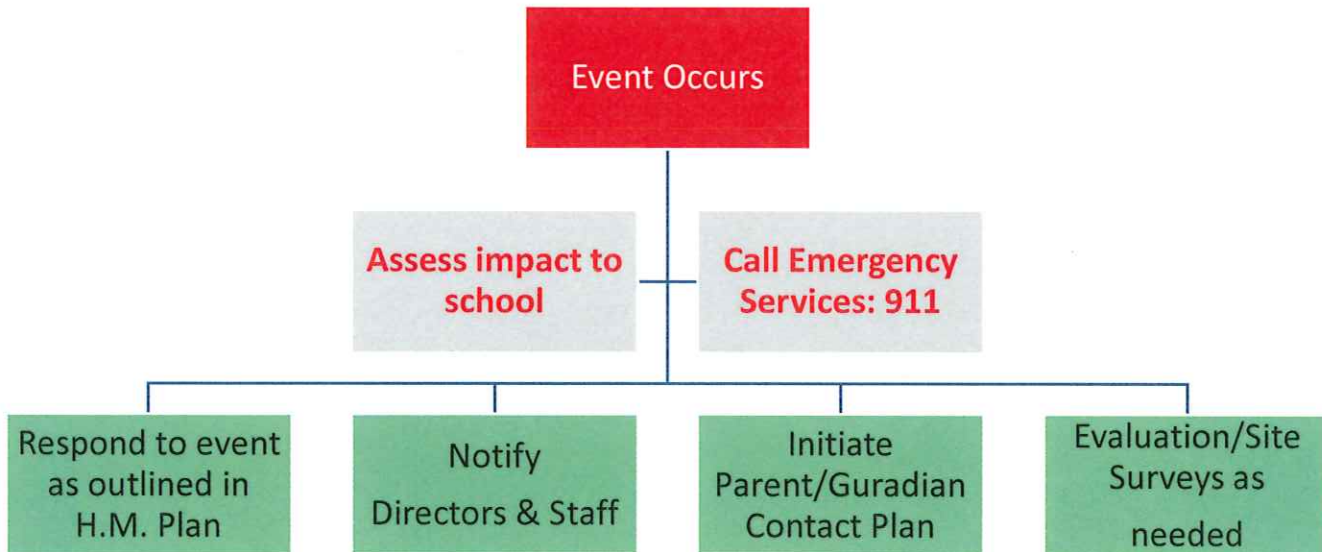 Event Occurs
Assess impact to
school
Call Emergency
Services: 911
Respond to event
as outlined in
H.M. Plan
Notify
Directors & Staff
Initiate
Parent/Guradian
Contact Plan
Evaluation/Site
Surveys as
needed